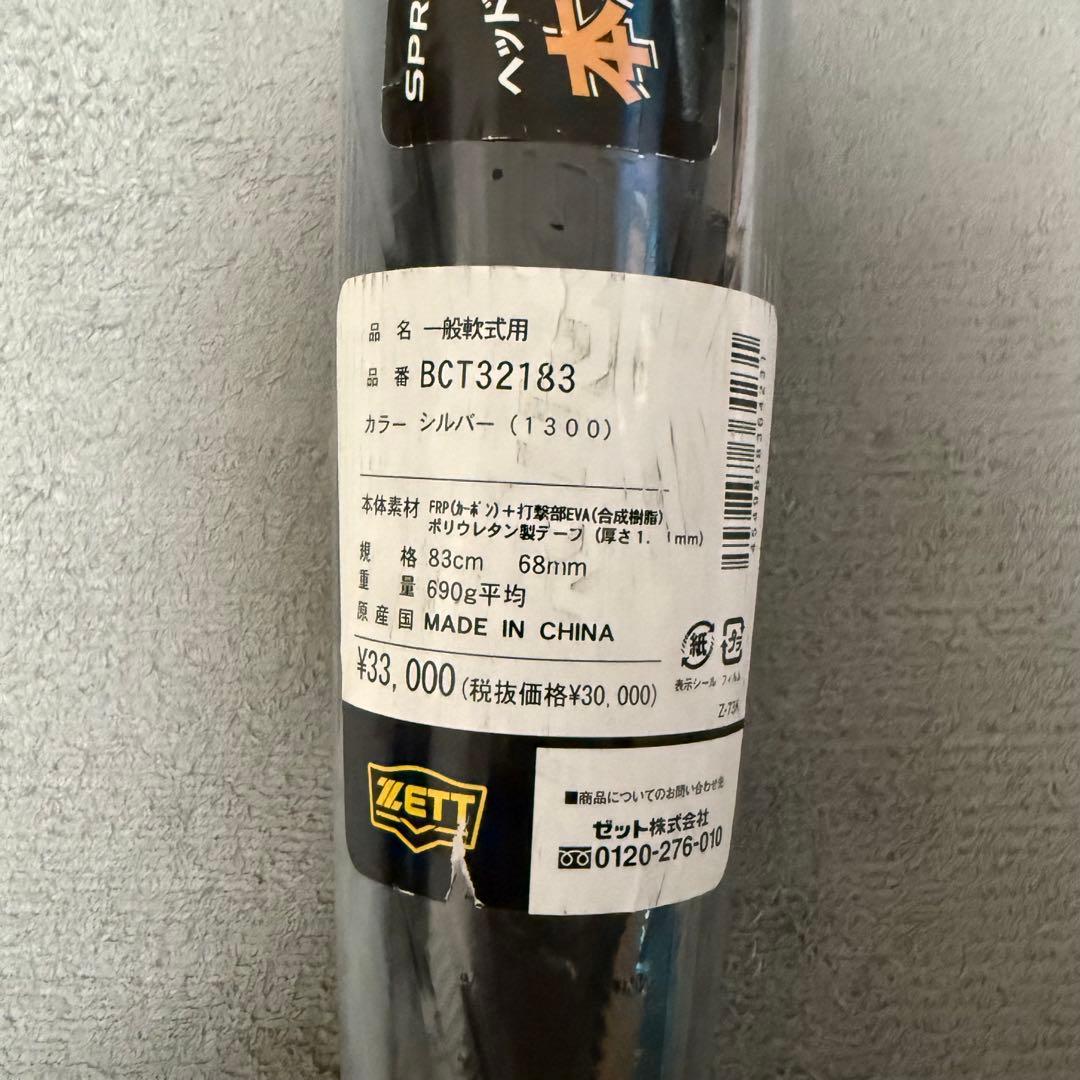 SPR
ヘッド
本
品名 一般軟式用
品番 BCT32183
カラー シルバー（1300）
本体素材 FRP(カーボン)＋打撃部EVA(合成樹脂)
ポリウレタン製テープ (厚さ1. mm)
規格 83cm 68mm
重量 690g平均
原産国 MADE IN CHINA
¥33,000(税抜価格¥30,000)
紙
プラ
表示シール フィルム
Z-73K
ZETT
■商品についてのお問い合わせ先
ゼット株式会社
0120-276-010